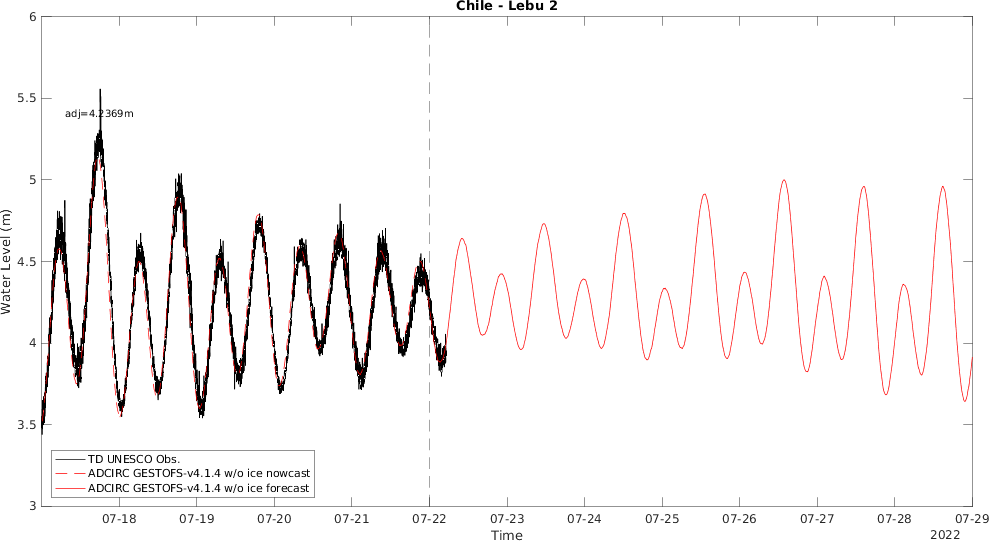 Chile - Lebu 2
6
5.5
5
4.5
4
3.5
3
Water Level (m)
adj=4.2369m
TD UNESCO Obs.
ADCIRC GESTOFS-v4.1.4 w/o ice nowcast
ADCIRC GESTOFS-v4.1.4 w/o ice forecast
07-18 07-19 07-20 07-21 07-22 07-23 07-24 07-25 07-26 07-27 07-28 07-29
Time
2022